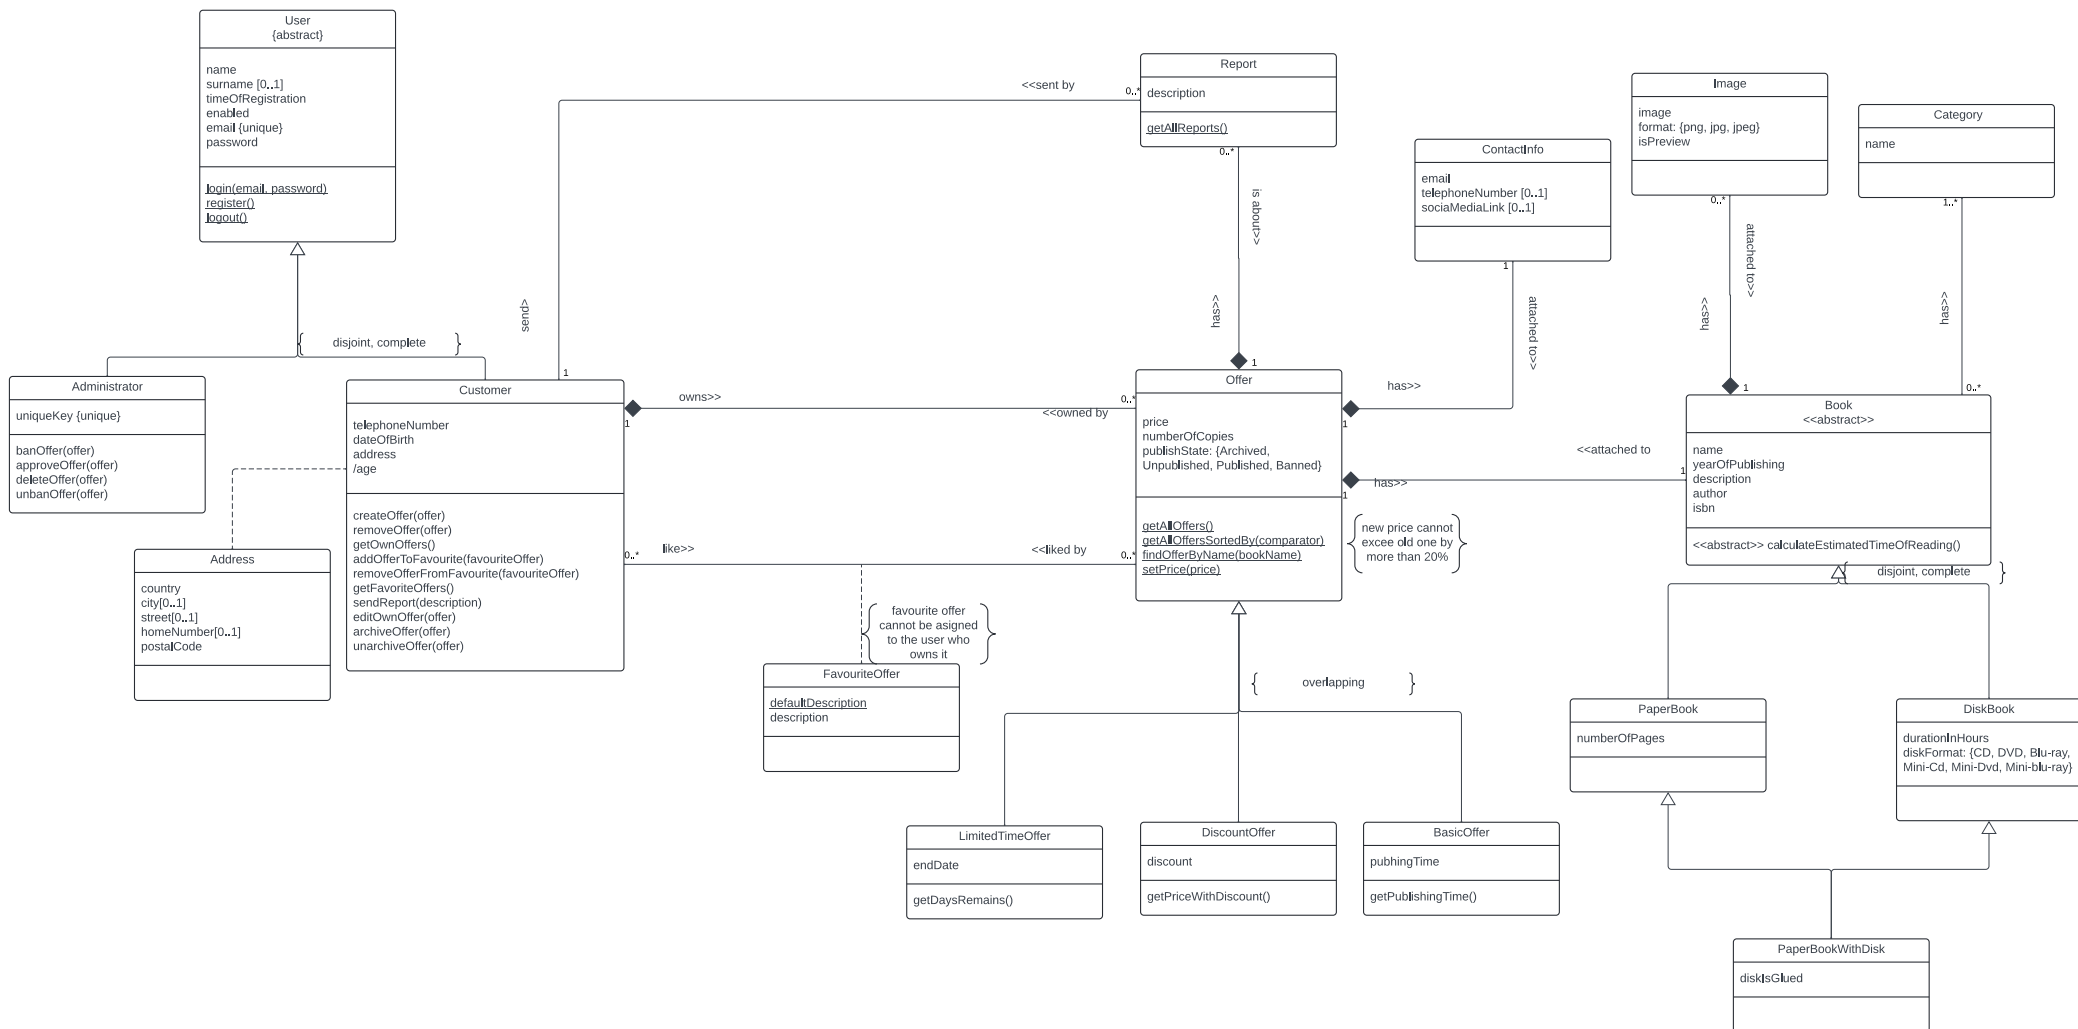 User
{abstract}
name
surname [0..1]
timeOfRegistration
enabled
email {unique}
password
login(email, password)
register()
logout()
<<sent by
0..*
Report
description
getAllReports()
0..*
is about>>
has>>
1
send>
1
ContactInfo
email
telephoneNumber [0..1]
sociaMediaLink [0..1]
1
attached to>>
Image
image
format: {png, jpg, jpeg}
isPreview
0..*
attached to>>
has>>
1
Category
name
1..*
has>>
0..*
{ disjoint, complete }
Administrator
uniqueKey {unique}
banOffer(offer)
approveOffer(offer)
deleteOffer(offer)
unbanOffer(offer)
Customer
telephoneNumber
dateOfBirth
address
/age
createOffer(offer)
removeOffer(offer)
getOwnOffers()
addOfferToFavourite(favouriteOffer)
removeOfferFromFavourite(favouriteOffer)
getFavoriteOffers()
sendReport(description)
editOwnOffer(offer)
archiveOffer(offer)
unarchiveOffer(offer)
Address
country
city[0..1]
street[0..1]
homeNumber[0..1]
postalCode
owns>>
1
0..*
<<owned by
like>>
0..*
<<liked by
0..*
{ favourite offer
cannot be asigned
to the user who
owns it }
FavouriteOffer
defaultDescription
description
Offer
price
numberOfCopies
publishState: {Archived,
Unpublished, Published, Banned}
getAllOffers()
getAllOffersSortedBy(comparator)
findOfferByName(bookName)
setPrice(price)
has>>
1
<<attached to
1
has>>
1
{ new price cannot
excee old one by
more than 20% }
Book
<<abstract>>
name
yearOfPublishing
description
author
isbn
<<abstract>> calculateEstimatedTimeOfReading()
{ disjoint, complete }
{ overlapping }
LimitedTimeOffer
endDate
getDaysRemains()
DiscountOffer
discount
getPriceWithDiscount()
BasicOffer
pubhingTime
getPublishingTime()
PaperBook
numberOfPages
DiskBook
durationInHours
diskFormat: {CD, DVD, Blu-ray,
Mini-Cd, Mini-Dvd, Mini-blu-ray}
PaperBookWithDisk
diskIsGlued